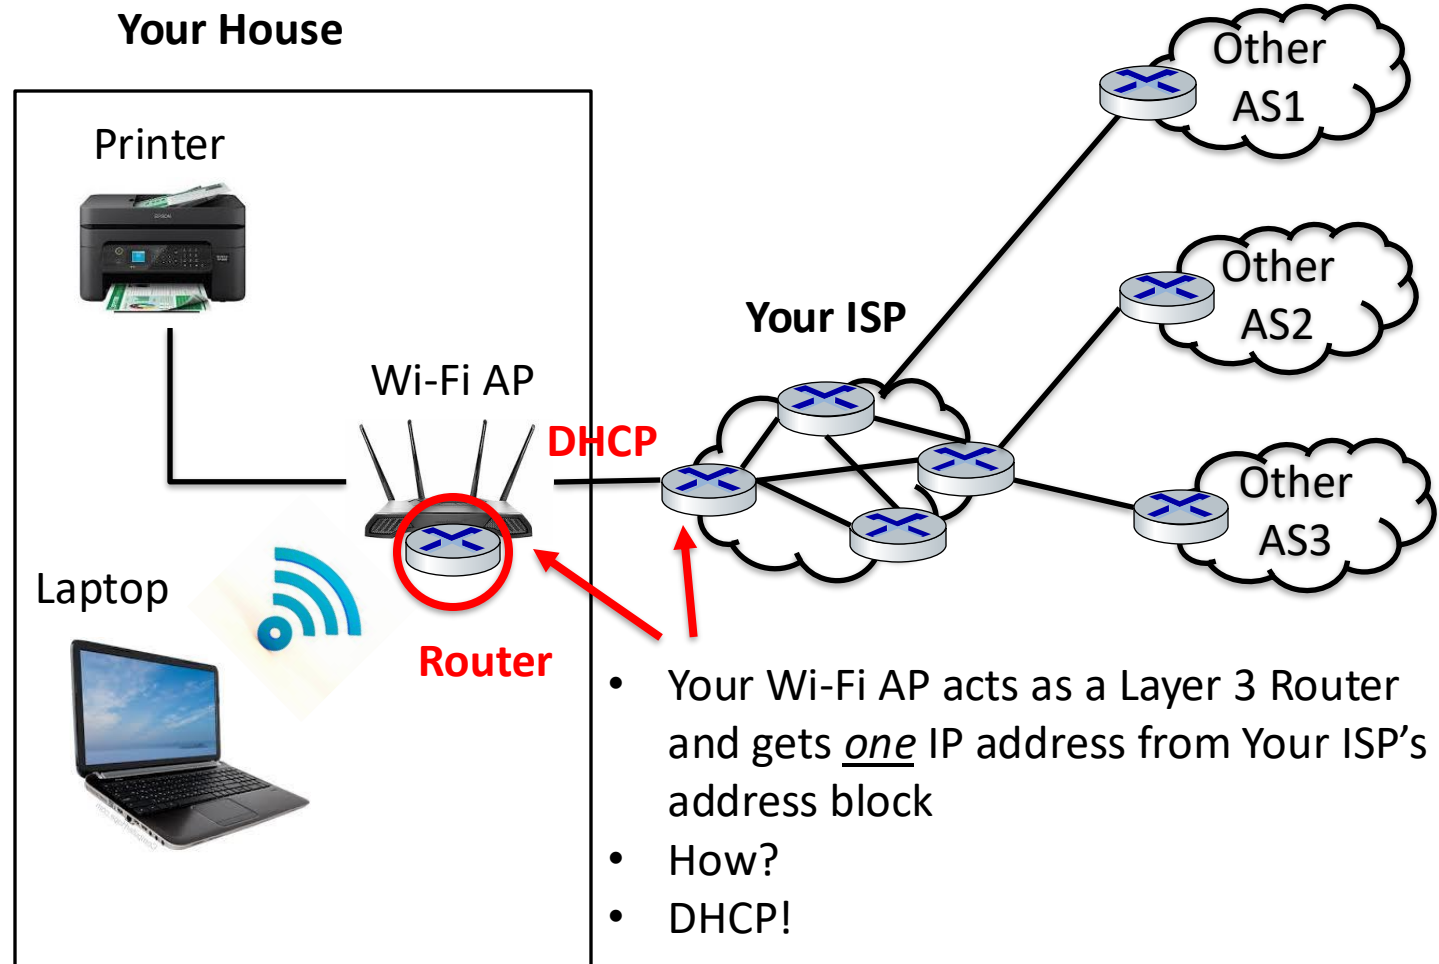 Your House
Printer
EPSON
Wi-Fi AP
DHCP
Laptop
Router
Your ISP
Other
AS1
Other
AS2
Other
AS3
• Your Wi-Fi AP acts as a Layer 3 Router
and gets one IP address from Your ISP’s
address block
• How?
• DHCP!